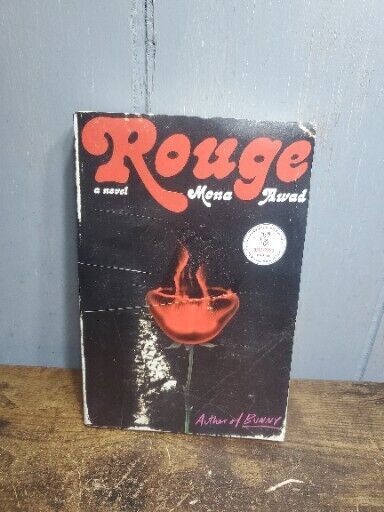 Rouge
a novel
Mona Awad
Author of BUNNY